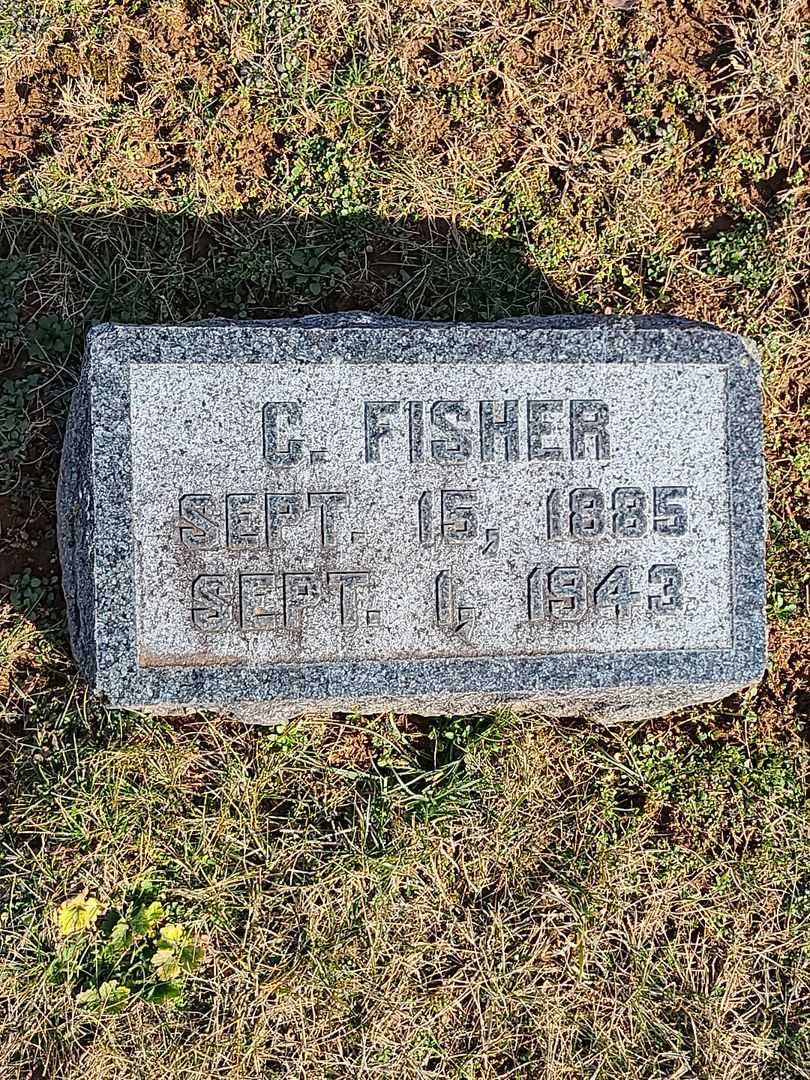 C. FISHER
SEPT. 15, 1885
SEPT. 1, 1943